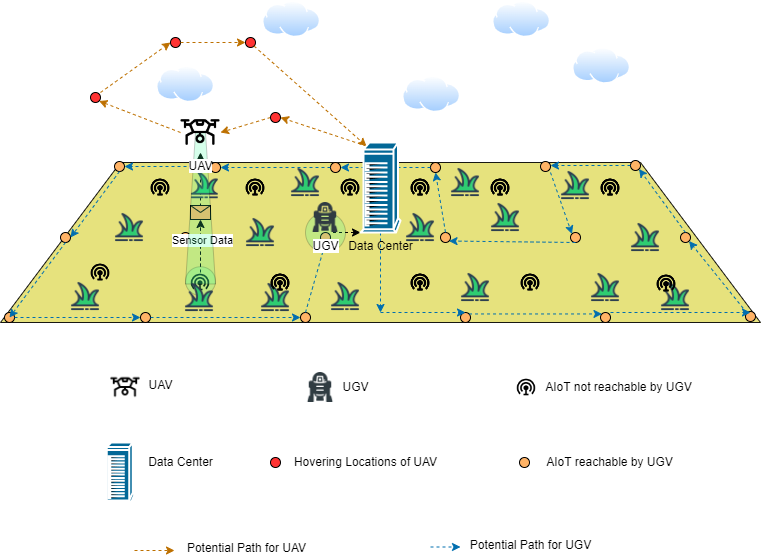 UAV
Sensor Data
UGV
Data Center
UAV
UGV
AIoT not reachable by UGV
Data Center
Hovering Locations of UAV
AIoT reachable by UGV
Potential Path for UAV
Potential Path for UGV